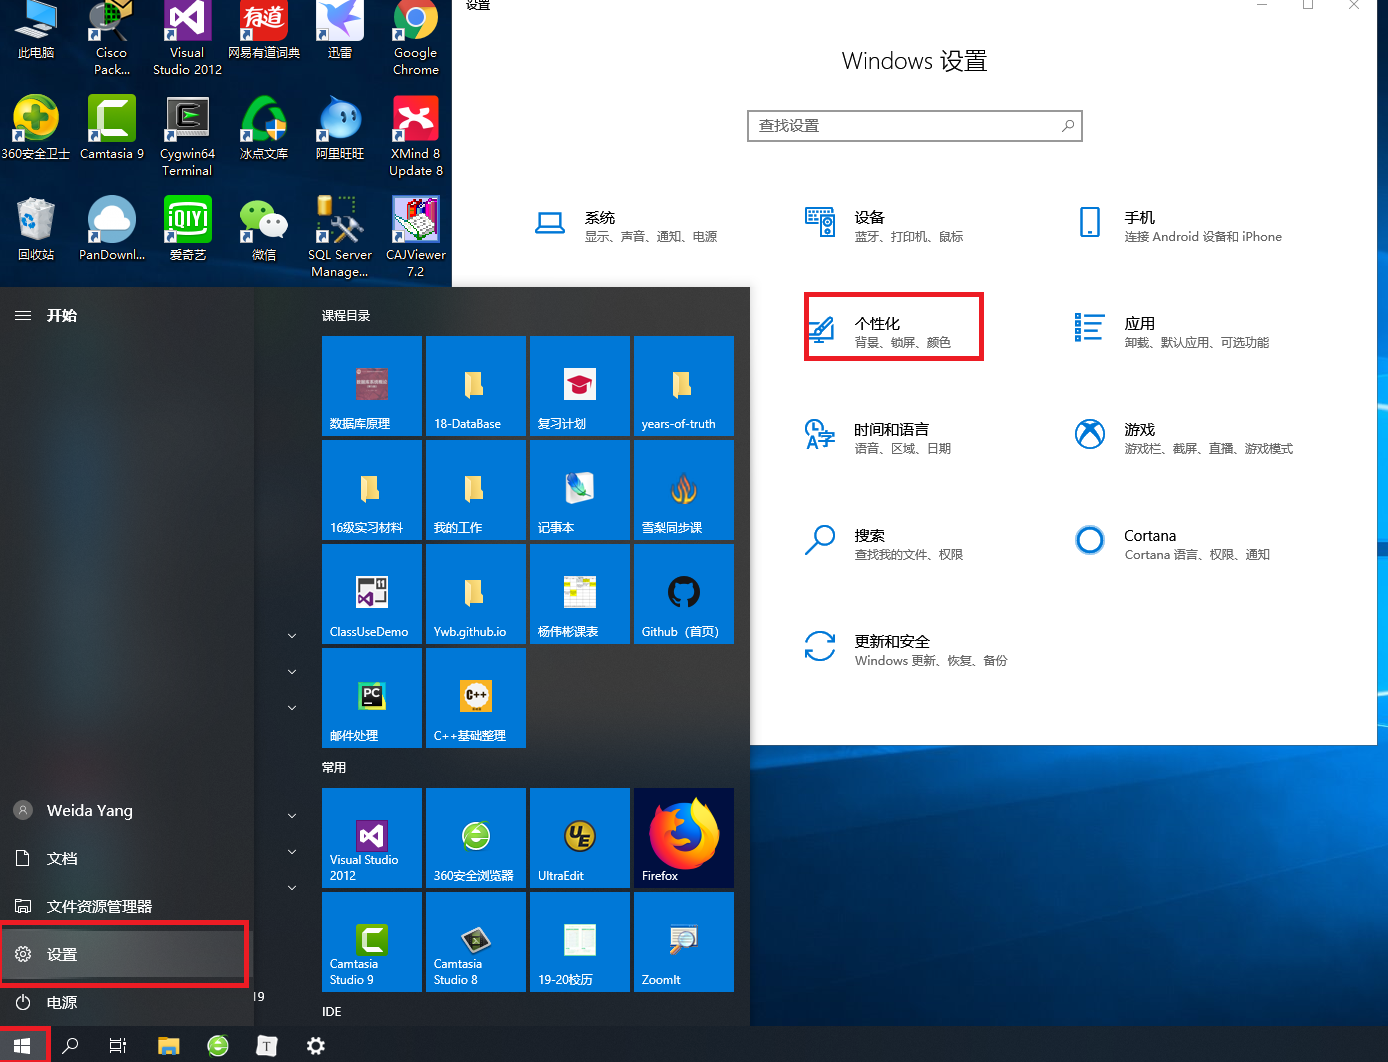 此电脑
Cisco
Pack...
Visual
Studio 2012
有道
网易有道词典
迅雷
Google
Chrome
360安全卫士
Camtasia 9
Cygwin64
Terminal
冰点文库
阿里旺旺
XMind 8
Update 8
回收站
PanDownl...
iQIYI
爱奇艺
微信
SQL Server
Manage...
CAJViewer
7.2
设置
Windows 设置
查找设置
系统
显示、声音、通知、电源
设备
蓝牙、打印机、鼠标
手机
连接 Android 设备和 iPhone
个性化
背景、锁屏、颜色
应用
卸载、默认应用、可选功能
时间和语言
语音、区域、日期
游戏
游戏栏、截屏、直播、游戏模式
搜索
查找我的文件、权限
Cortana
Cortana 语言、权限、通知
更新和安全
Windows 更新、恢复、备份
开始
Weida Yang
文档
文件资源管理器
设置
电源
19
课程目录
数据库原理
18-DataBase
复习计划
years-of-truth
16级实习材料
我的工作
记事本
雪梨同步课
11
ClassUseDemo
Ywb.github.io
杨伟彬课表
Github（首页）
PC
邮件处理
C++
C++基础整理
常用
Visual Studio
2012
360安全浏览器
UE
UltraEdit
Firefox
Camtasia
Studio 9
Camtasia
Studio 8
19-20校历
ZoomIt
IDE
T